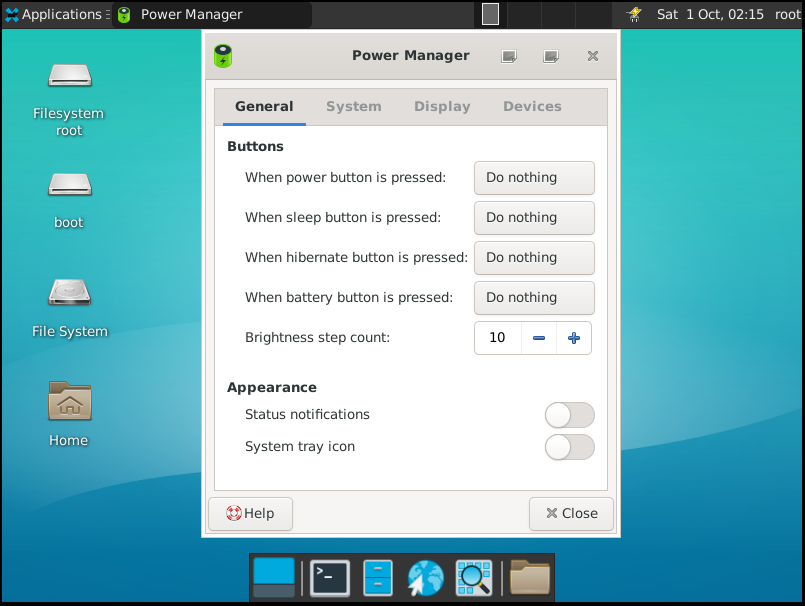 Applications
Power Manager
Sat 1 Oct, 02:15 root
Power Manager
Filesystem
root
boot
File System
Home
General System Display Devices
Buttons
When power button is pressed: Do nothing
When sleep button is pressed: Do nothing
When hibernate button is pressed: Do nothing
When battery button is pressed: Do nothing
Brightness step count: 10
Appearance
Status notifications
System tray icon
Help Close